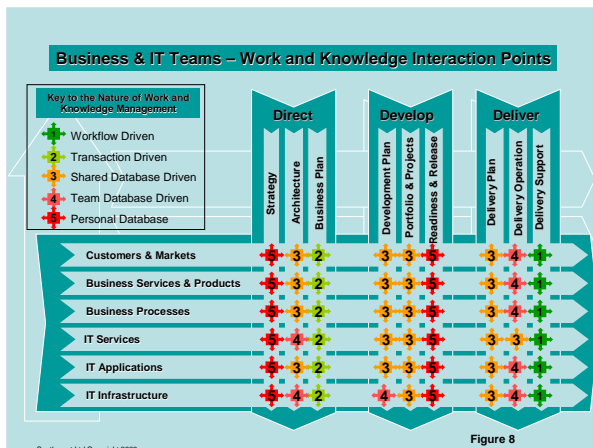 Business & IT Teams – Work and Knowledge Interaction Points
Key to the Nature of Work and
Knowledge Management
1 Workflow Driven
2 Transaction Driven
3 Shared Database Driven
4 Team Database Driven
5 Personal Database
Direct
Develop
Deliver
Strategy
Architecture
Business Plan
Development Plan
Portfolio & Projects
Readiness & Release
Delivery Plan
Delivery Operation
Delivery Support
Customers & Markets 5 3 2 3 3 5 3 4 1
Business Services & Products 5 3 2 3 3 5 3 4 1
Business Processes 5 3 2 3 3 5 3 4 1
IT Services 5 4 2 3 3 5 3 3 1
IT Applications 5 3 2 3 3 5 3 4 1
IT Infrastructure 5 4 2 4 3 5 3 4 1
Figure 8